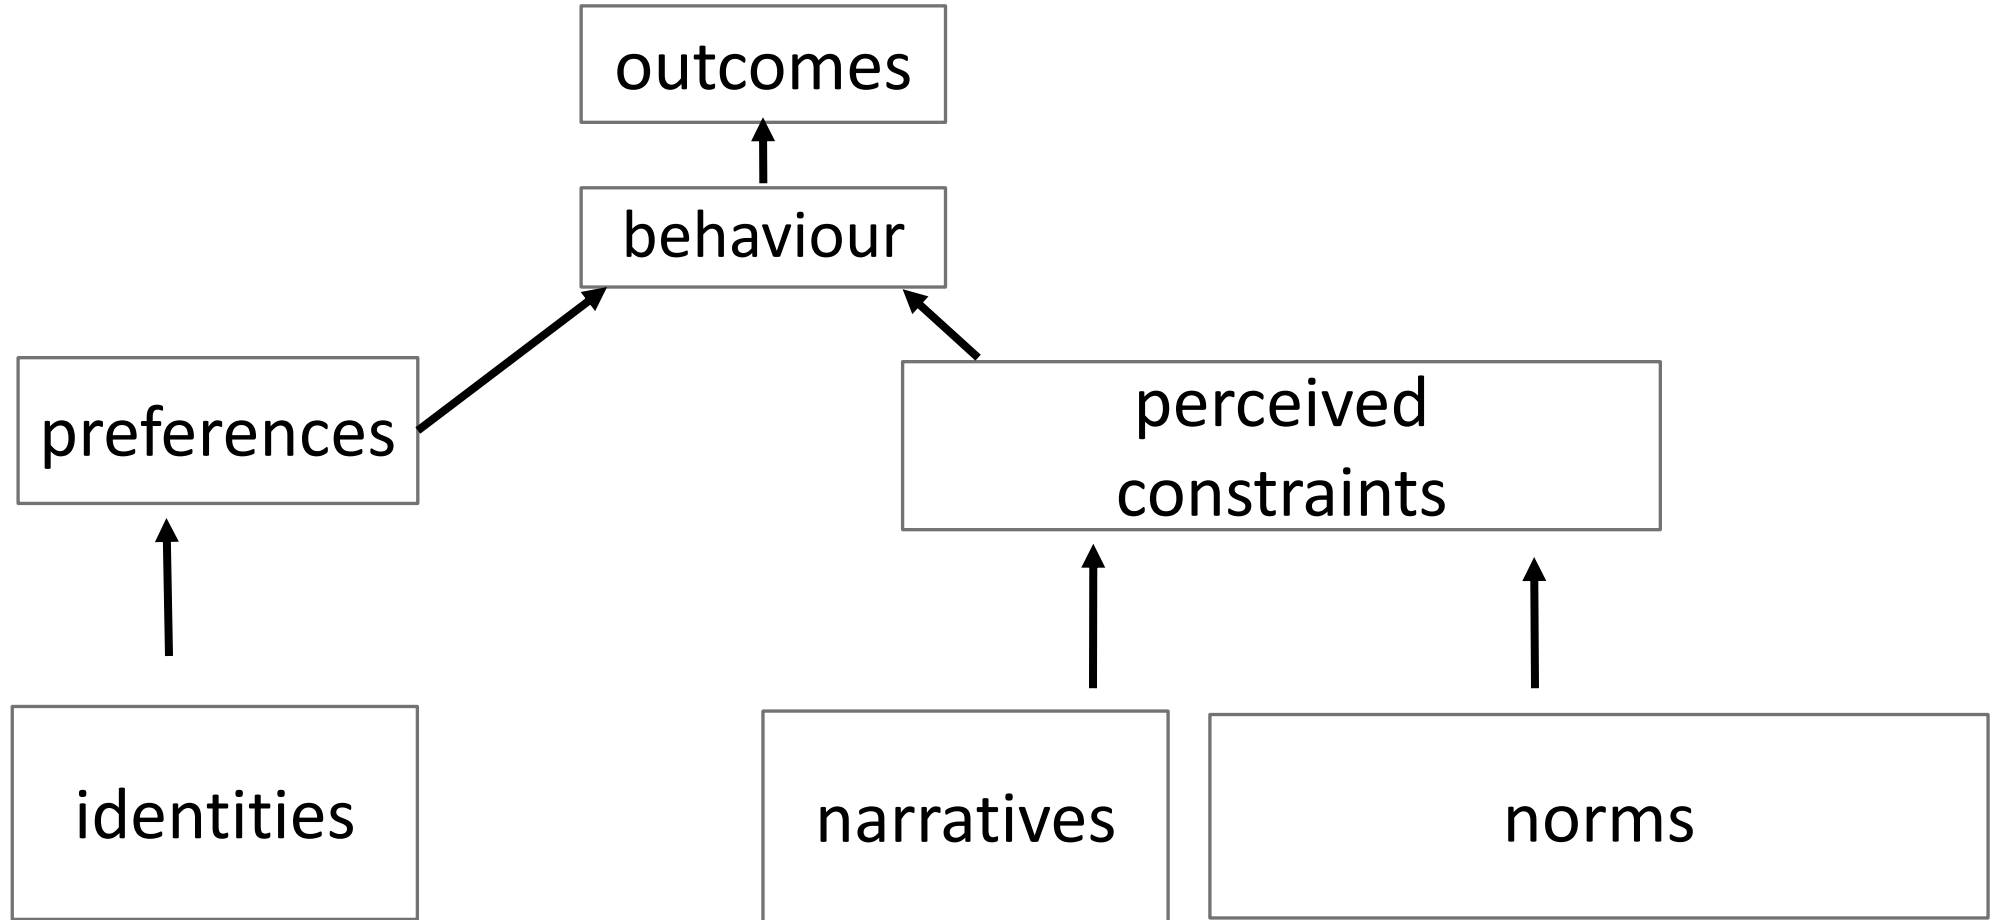 outcomes
behaviour
preferences
perceived
constraints
identities
narratives
norms